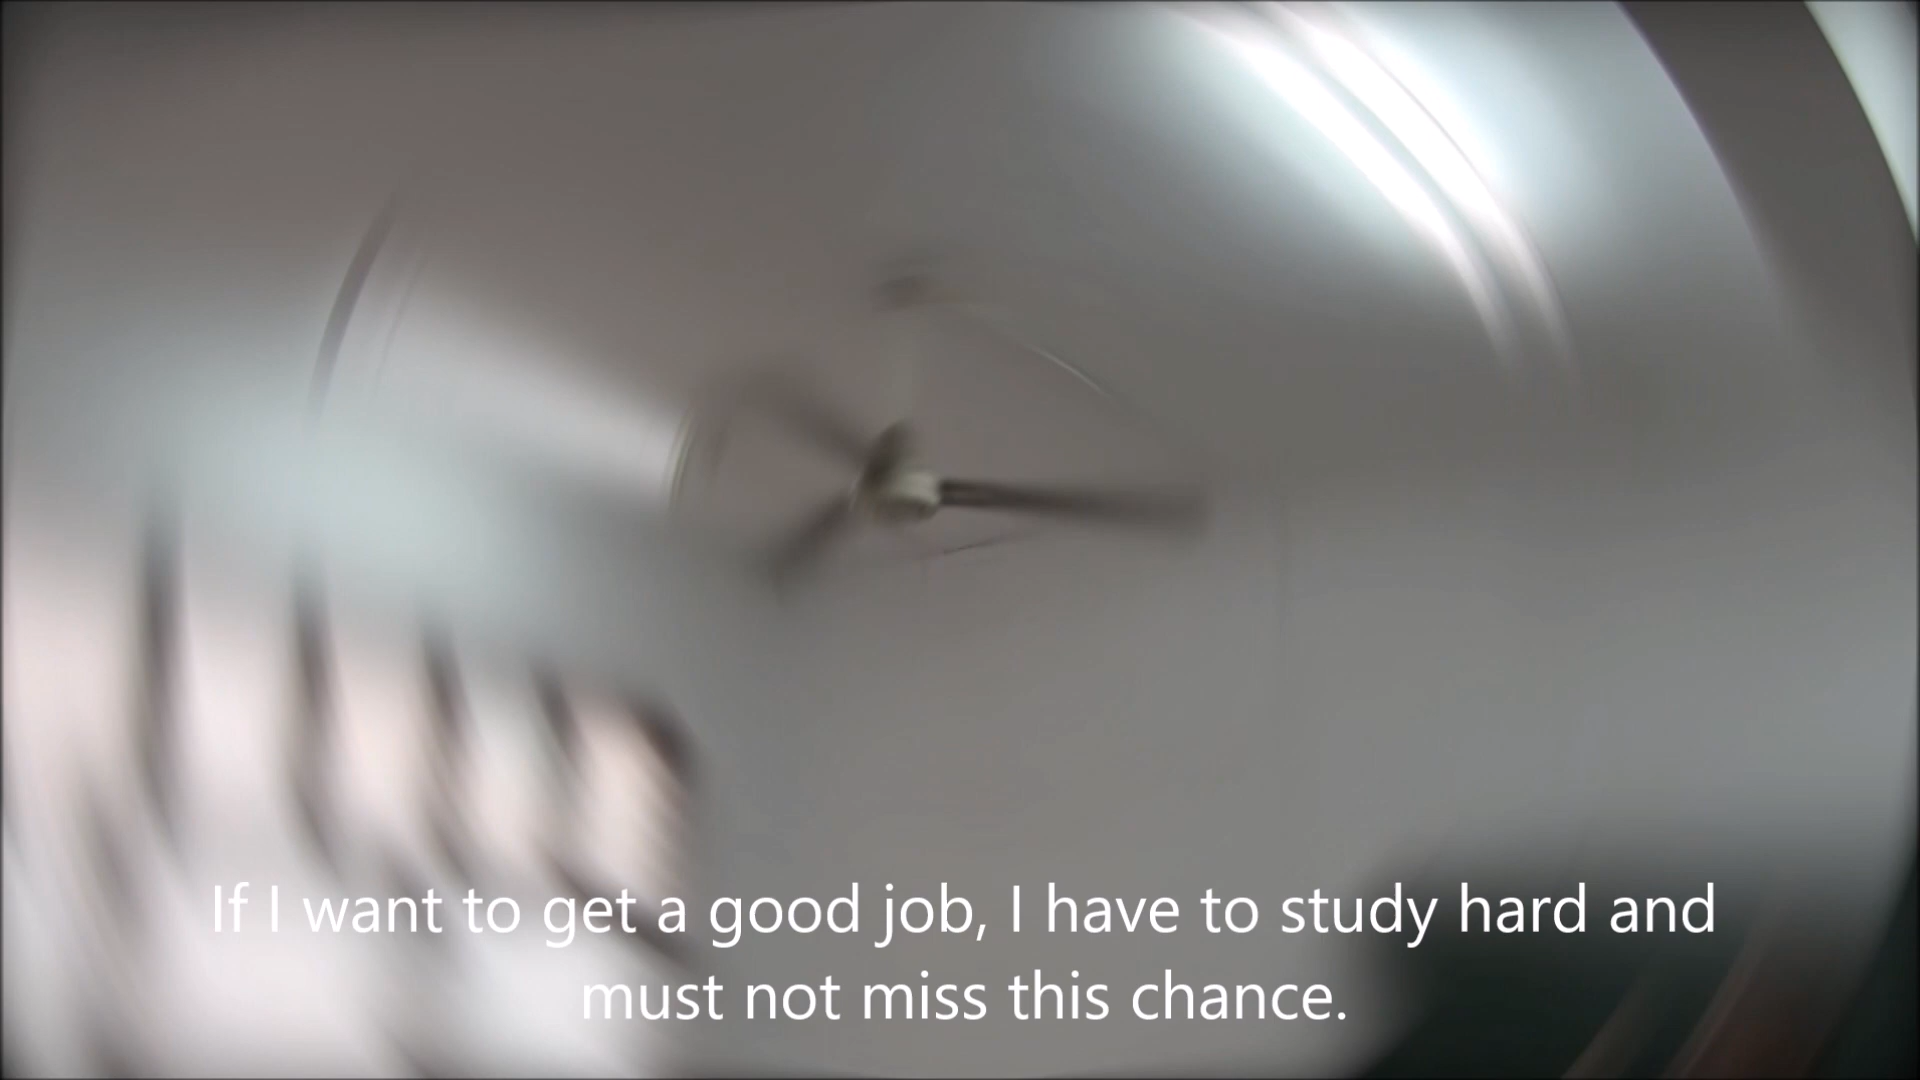 If I want to get a good job, I have to study hard and
must not miss this chance.